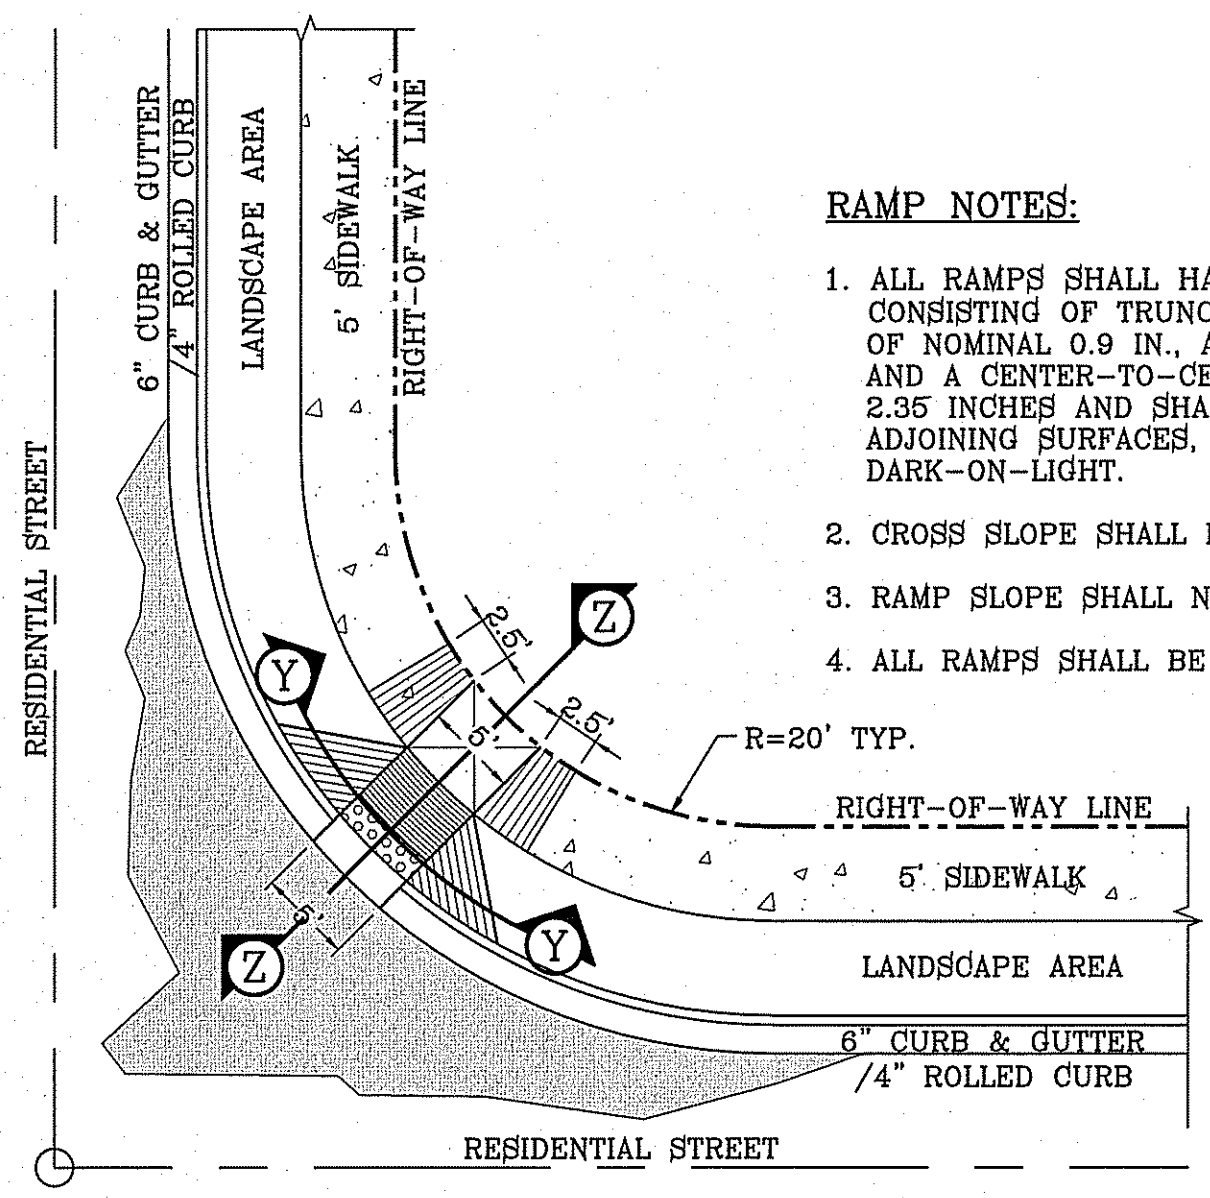 6" CURB & GUTTER
/4" ROLLED CURB
LANDSCAPE AREA
5' SIDEWALK
RIGHT-OF-WAY LINE
RESIDENTIAL STREET
RAMP NOTES:
1. ALL RAMPS SHALL HA
CONSISTING OF TRUNC
OF NOMINAL 0.9 IN., A
AND A CENTER-TO-CE
2.35 INCHES AND SHA
ADJOINING SURFACES,
DARK-ON-LIGHT.
2. CROSS SLOPE SHALL
3. RAMP SLOPE SHALL N
4. ALL RAMPS SHALL BE
Z
2.5'
Y
2.5'
5'
R=20' TYP.
RIGHT-OF-WAY LINE
5' SIDEWALK
5'
Y
Z
LANDSCAPE AREA
6" CURB & GUTTER
/4" ROLLED CURB
RESIDENTIAL STREET